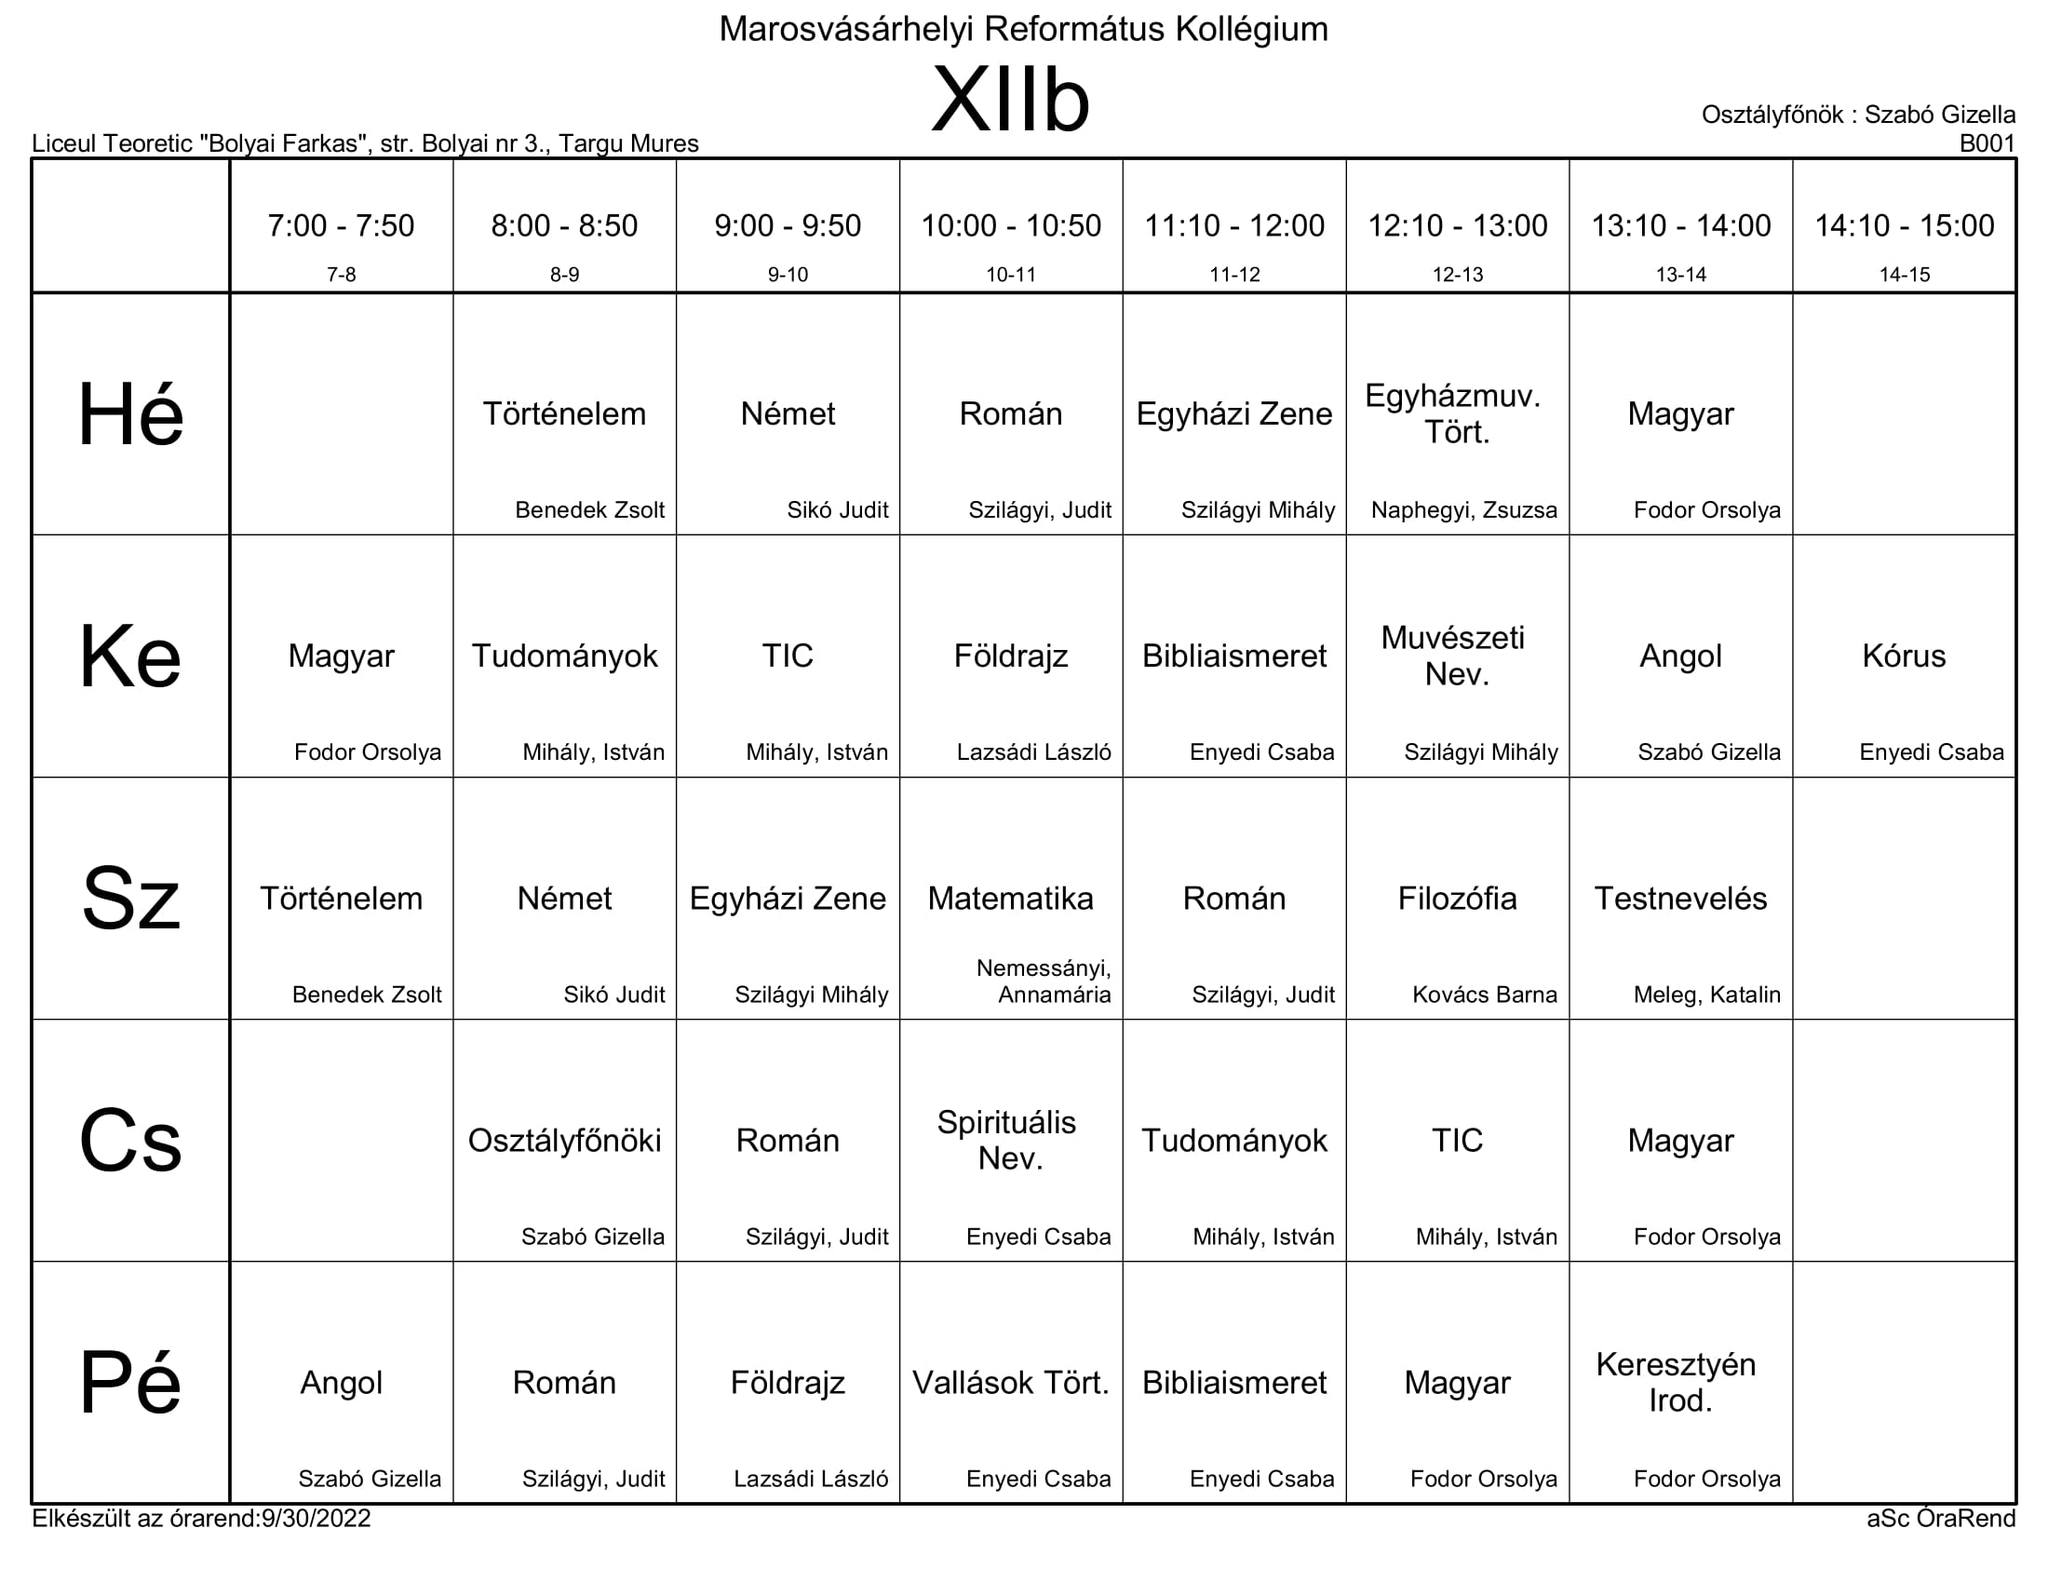 Marosvásárhelyi Református Kollégium
XIIb
Osztályfőnök : Szabó Gizella
Liceul Teoretic "Bolyai Farkas", str. Bolyai nr 3., Targu Mures
B001
7:00 - 7:50
7-8
8:00 - 8:50
8-9
9:00 - 9:50
9-10
10:00 - 10:50
10-11
11:10 - 12:00
11-12
12:10 - 13:00
12-13
13:10 - 14:00
13-14
14:10 - 15:00
14-15
Hé
Történelem
Benedek Zsolt
Német
Sikó Judit
Román
Szilágyi, Judit
Egyházi Zene
Szilágyi Mihály
Egyházmuv.
Tört.
Naphegyi, Zsuzsa
Magyar
Fodor Orsolya
Ke
Magyar
Fodor Orsolya
Tudományok
Mihály, István
TIC
Mihály, István
Földrajz
Lazsádi László
Bibliaismeret
Enyedi Csaba
Muvészeti
Nev.
Szilágyi Mihály
Angol
Szabó Gizella
Kórus
Enyedi Csaba
Sz
Történelem
Benedek Zsolt
Német
Sikó Judit
Egyházi Zene
Szilágyi Mihály
Matematika
Nemessányi,
Annamária
Román
Szilágyi, Judit
Filozófia
Kovács Barna
Testnevelés
Meleg, Katalin
Cs
Osztályfőnöki
Szabó Gizella
Román
Szilágyi, Judit
Spirituális
Nev.
Enyedi Csaba
Tudományok
Mihály, István
TIC
Mihály, István
Magyar
Fodor Orsolya
Pé
Angol
Szabó Gizella
Román
Szilágyi, Judit
Földrajz
Lazsádi László
Vallások Tört.
Enyedi Csaba
Bibliaismeret
Enyedi Csaba
Magyar
Fodor Orsolya
Keresztyén
Irod.
Fodor Orsolya
Elkészült az órarend:9/30/2022
aSc ÓraRend